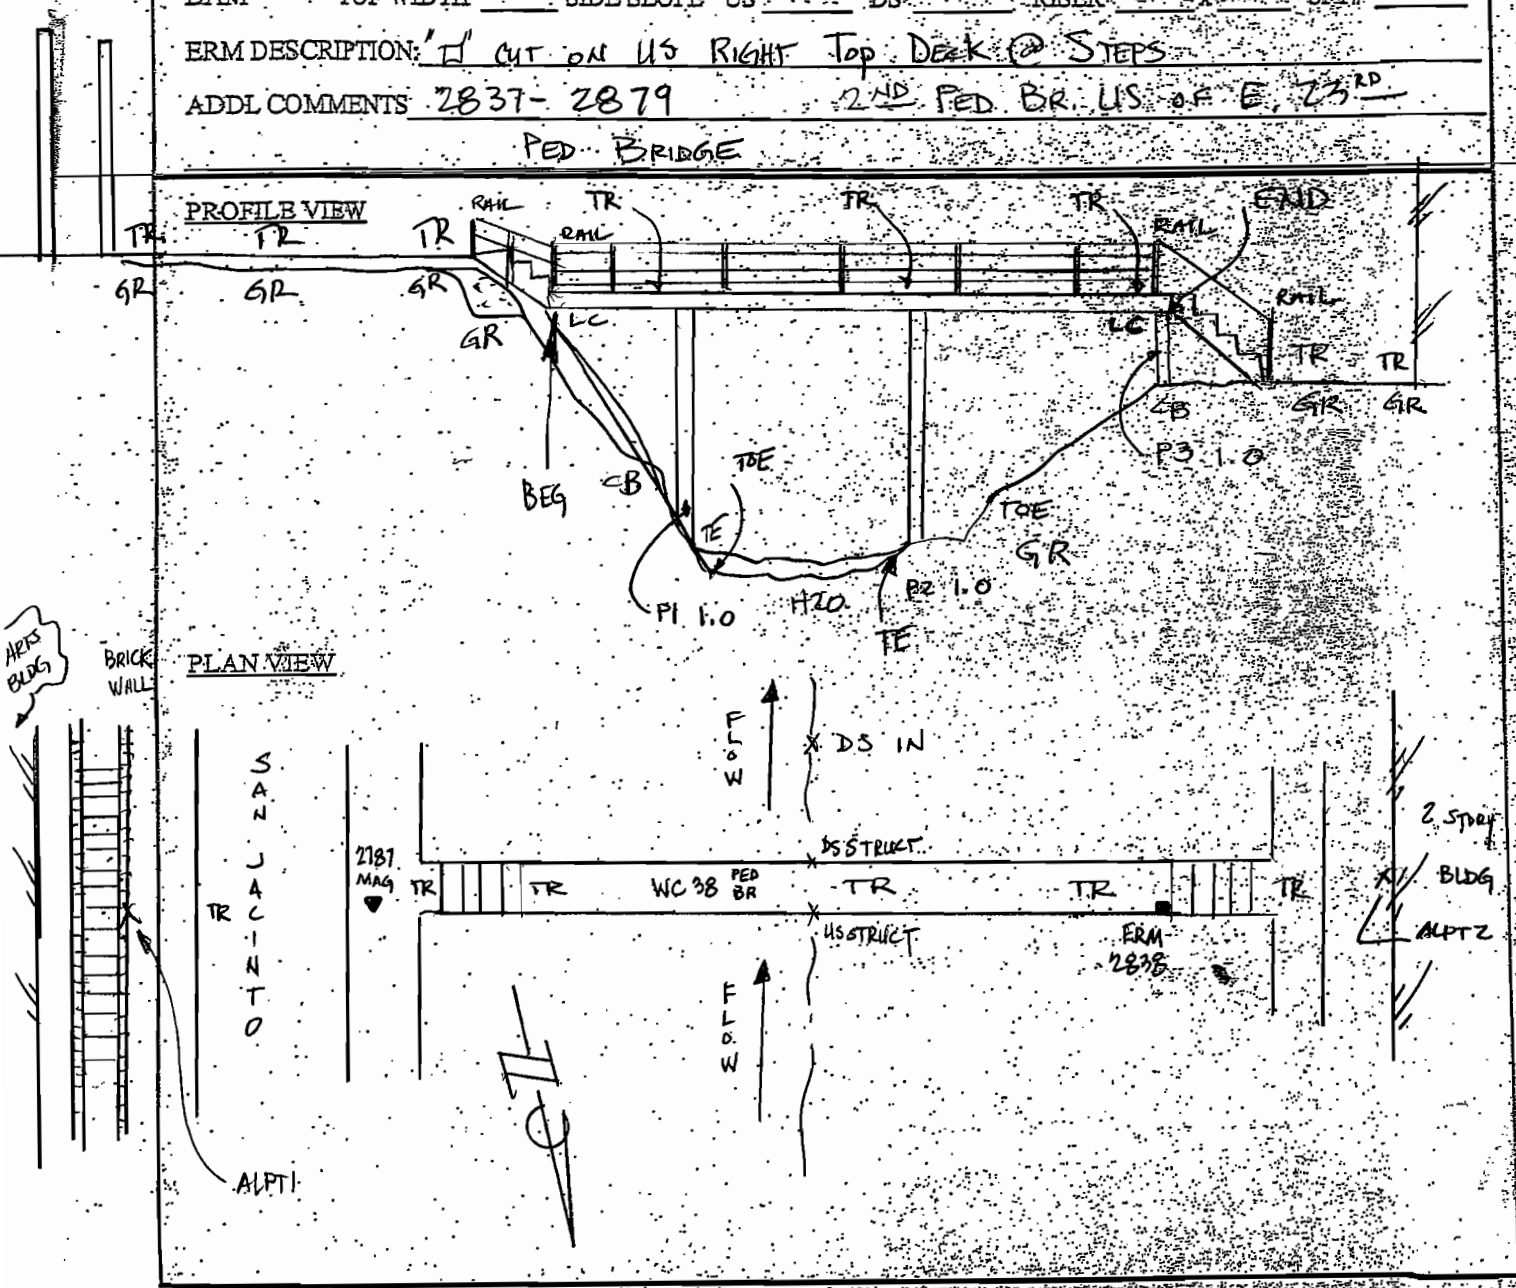 ERM DESCRIPTION: "□" CUT ON US RIGHT TOP DECK @ STEPS
ADDL COMMENTS 2837- 2879 2ND PED BR. US OF E. 23RD
PED BRIDGE
PROFILE VIEW
RAIL TR TR TR END
TR TR TR RAIL RAIL
GR GR GR RAIL
GR LC LC TR TR
CB GR GR
BEG CB TOE P3 1.0
TE TOE
GR
P1 1.0 H2O P2 1.0
TE
ARTS
BLDG
BRICK
WALL
PLAN VIEW
FLOW
DS IN
SAN JACINTO
2 STORY
BLDG
DS STRUCT
2787
MAG
TR TR TR WC 38 PED
BR TR TR TR
US STRUCT
ERM
2838
ALPT2
FLOW
N
ALPT1